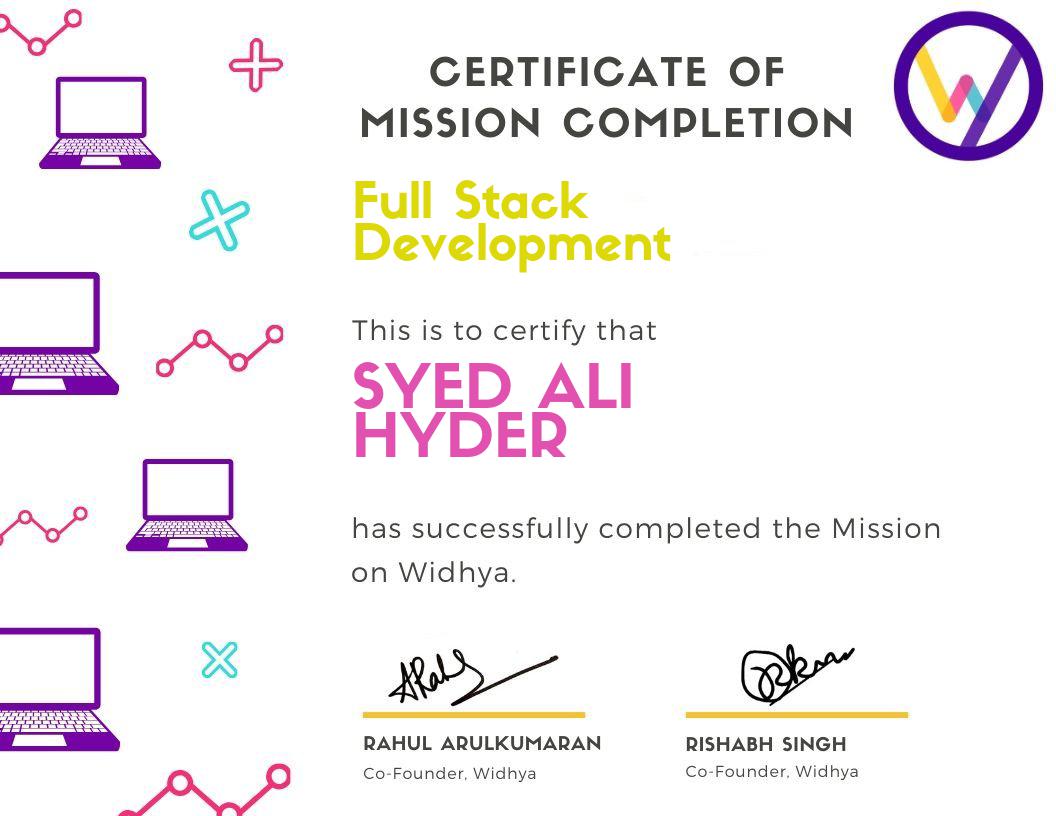 CERTIFICATE OF
MISSION COMPLETION
Full Stack
Development
This is to certify that
SYED ALI
HYDER
has successfully completed the Mission
on Widhya.
RAHUL ARULKUMARAN
Co-Founder, Widhya
RISHABH SINGH
Co-Founder, Widhya